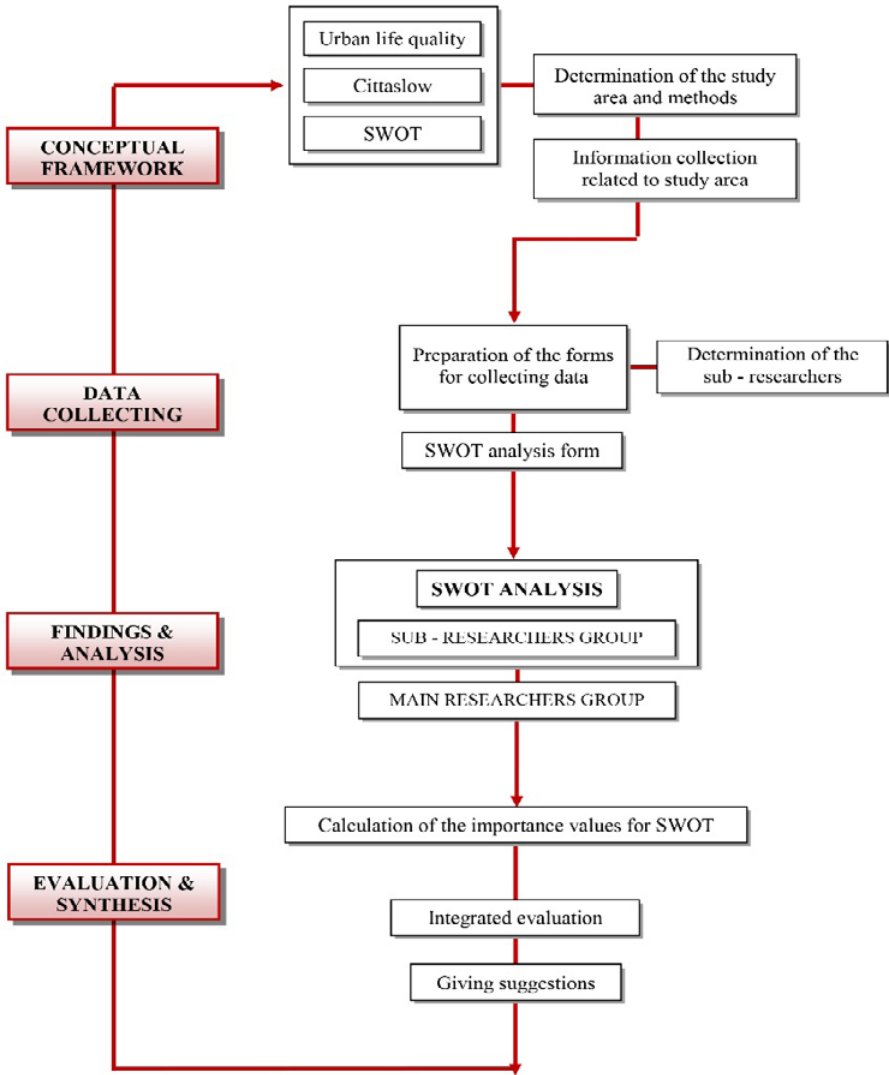 Urban life quality
Cittaslow
SWOT
Determination of the study
area and methods
CONCEPTUAL
FRAMEWORK
Information collection
related to study area
Preparation of the forms
for collecting data
Determination of the
sub - researchers
DATA
COLLECTING
SWOT analysis form
SWOT ANALYSIS
SUB - RESEARCHERS GROUP
FINDINGS &
ANALYSIS
MAIN RESEARCHERS GROUP
Calculation of the importance values for SWOT
EVALUATION &
SYNTHESIS
Integrated evaluation
Giving suggestions